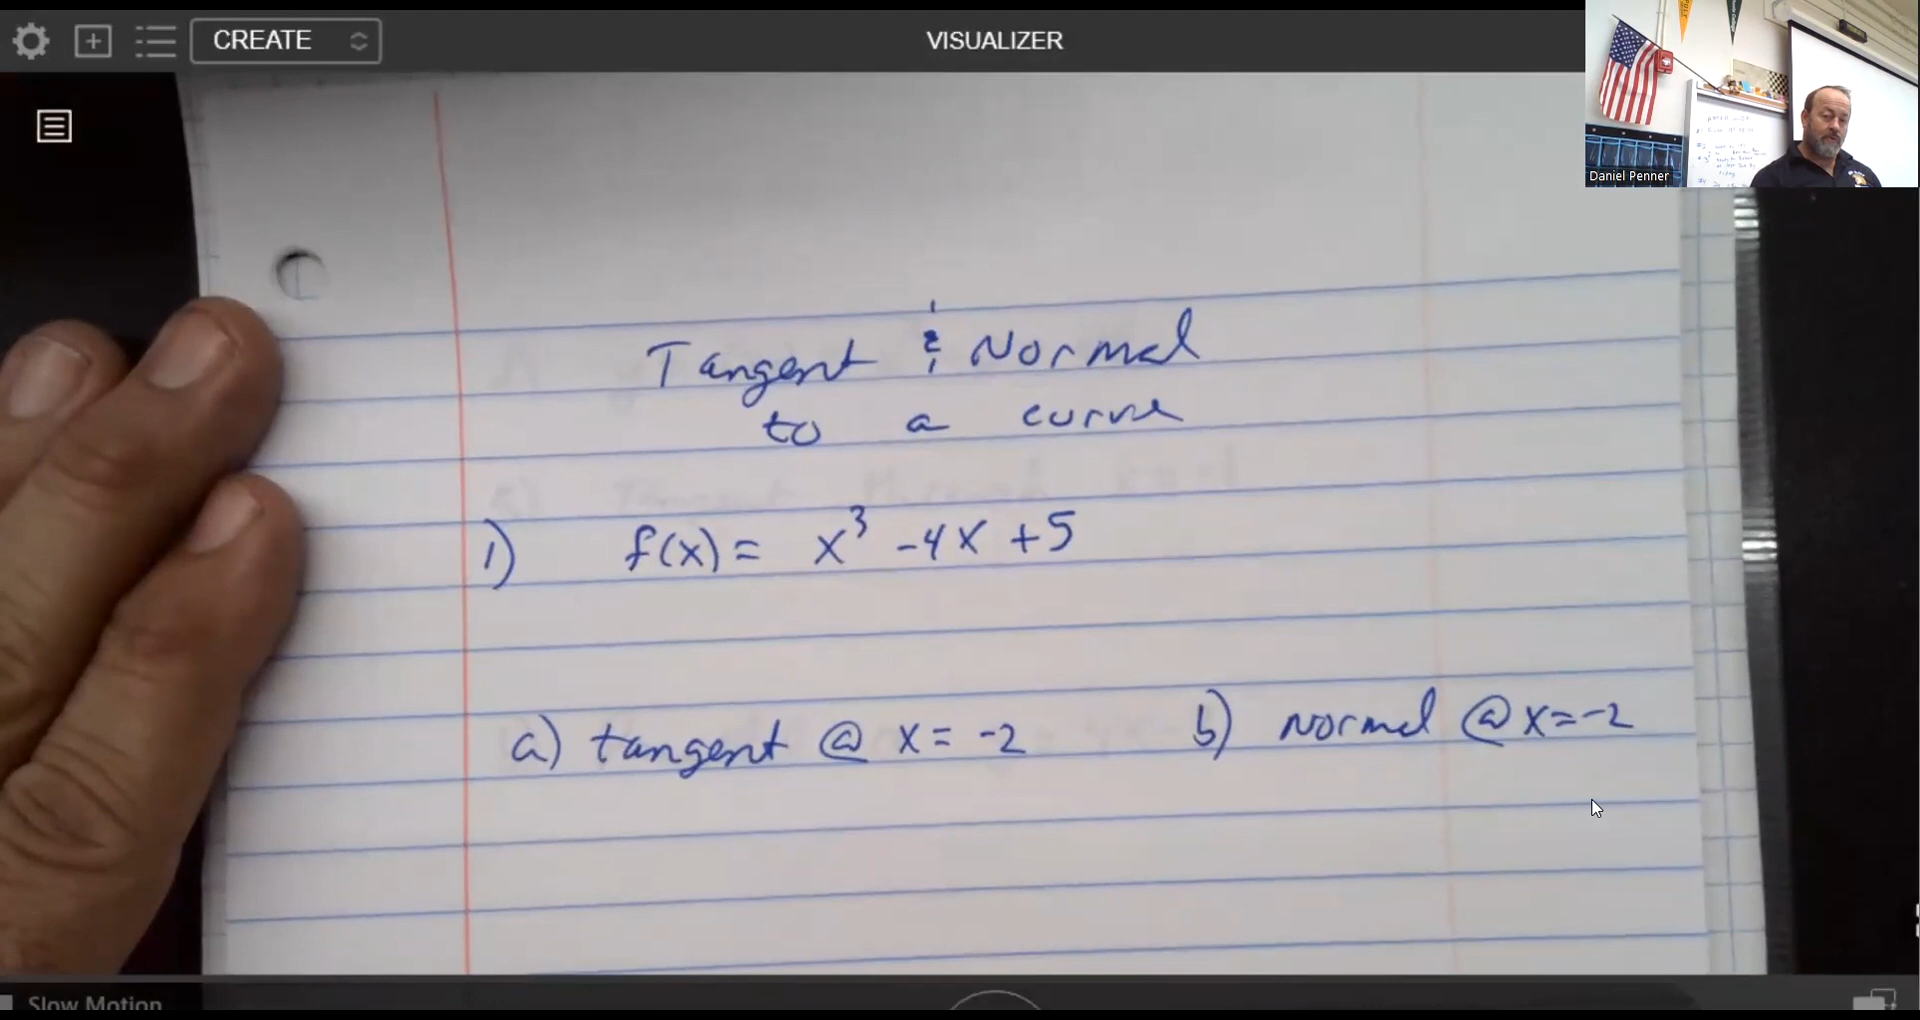 CREATE
VISUALIZER
Daniel Penner
Tangent & Normal
to a curve
1) f(x) = x³ -4x +5
a) tangent @ x = -2
b) Normal @ x = -2
Slow Motion